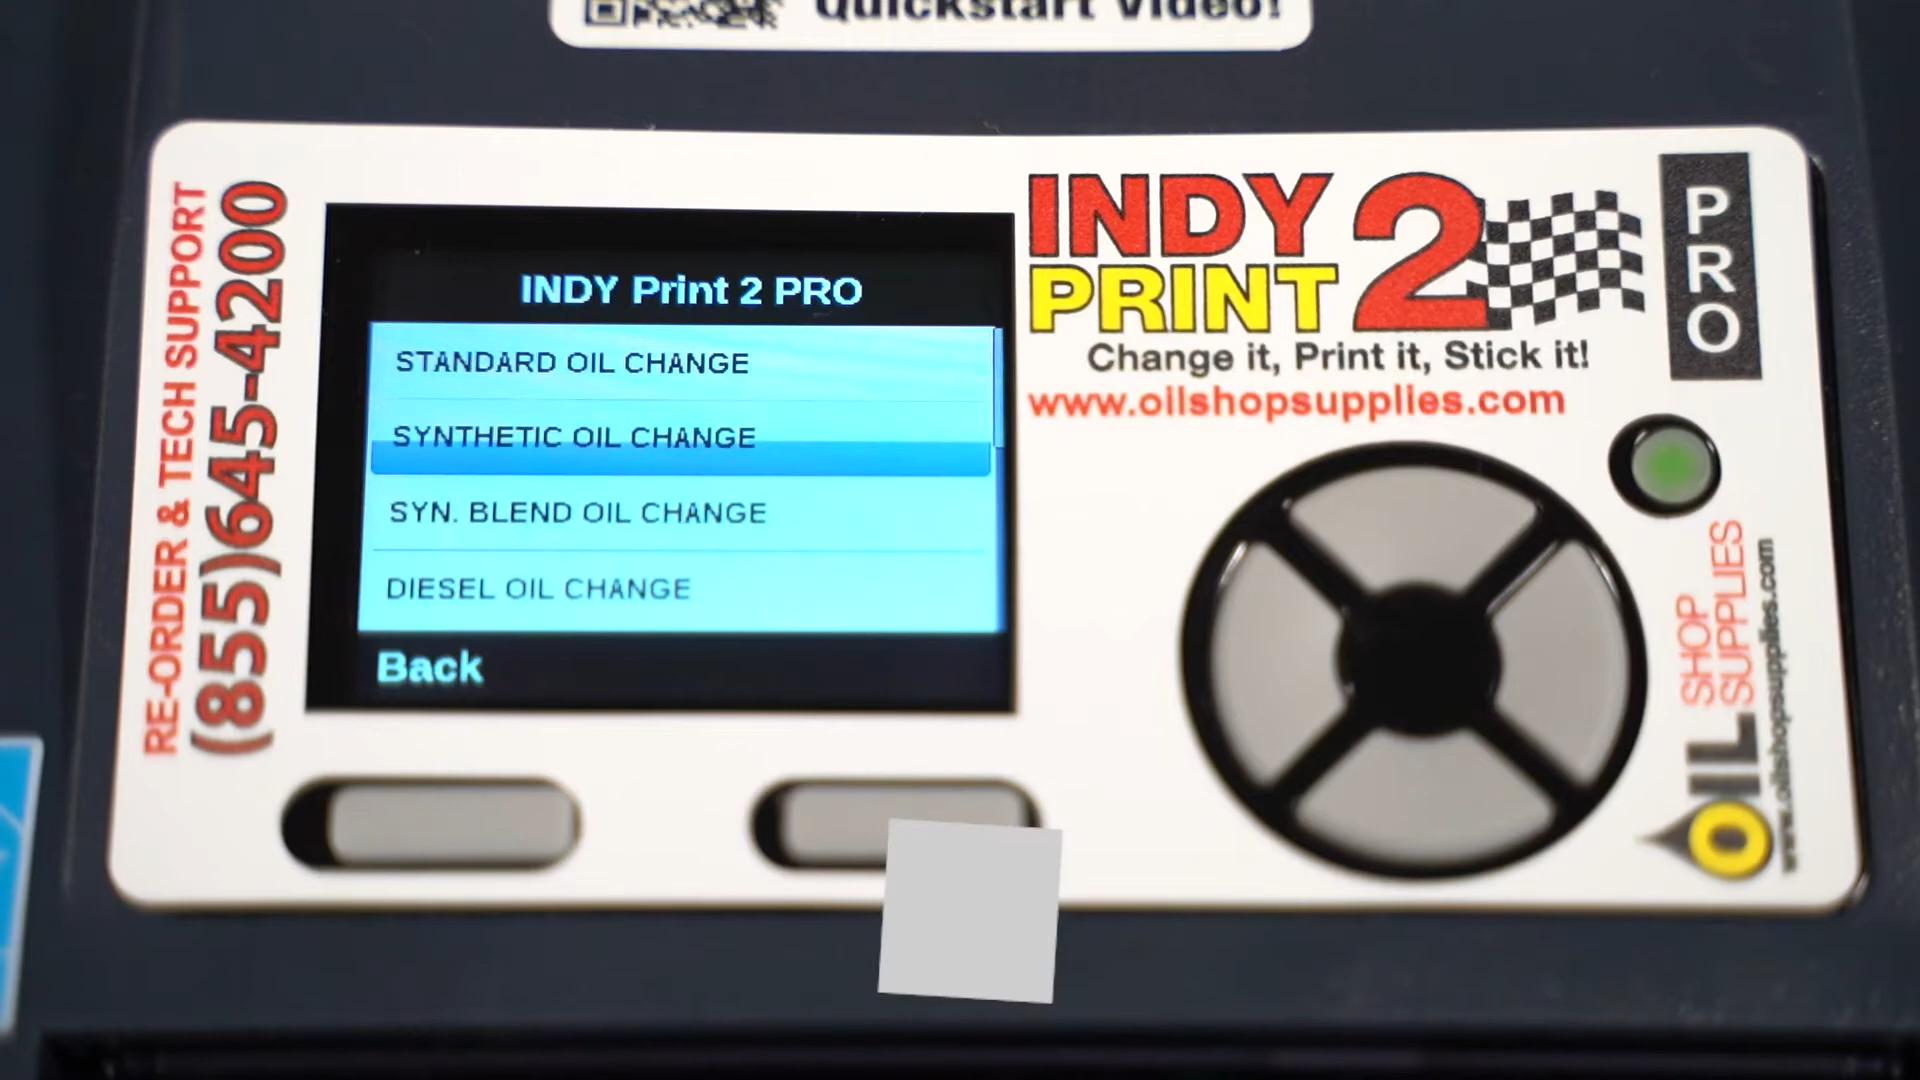 Quickstart Video!
RE-ORDER & TECH SUPPORT
(855)645-4200
INDY Print 2 PRO
STANDARD OIL CHANGE
SYNTHETIC OIL CHANGE
SYN. BLEND OIL CHANGE
DIESEL OIL CHANGE
Back
INDY
PRINT 2
PRO
Change it, Print it, Stick it!
www.oilshopsupplies.com
OIL SHOP
SUPPLIES
www.oilshopsupplies.com